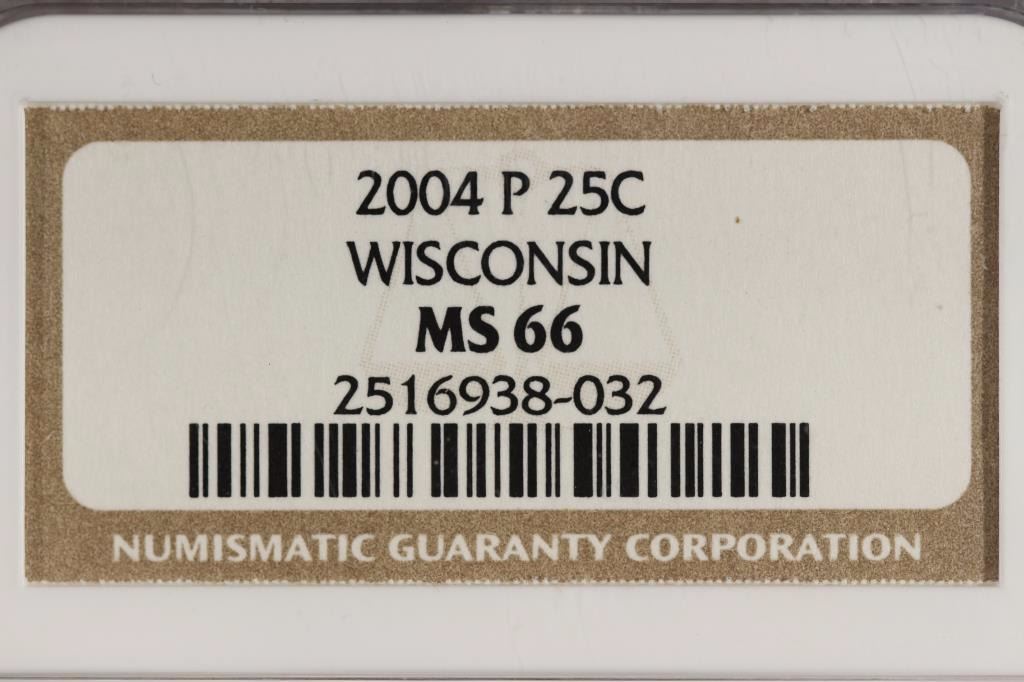 2004 P 25C
WISCONSIN
MS 66
2516938-032
NUMISMATIC GUARANTY CORPORATION